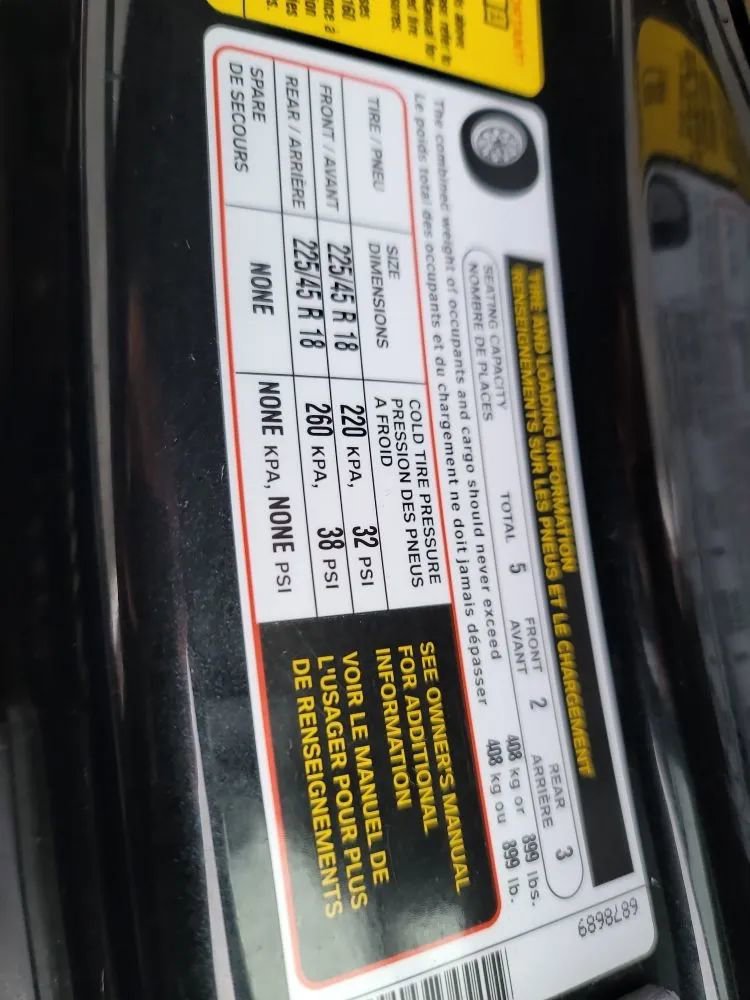 TIRE AND LOADING INFORMATION
RENSEIGNEMENTS SUR LES PNEUS ET LE CHARGEMENT
SEATING CAPACITY
NOMBRE DE PLACES
TOTAL 5
FRONT
AVANT
2
REAR
ARRIÈRE
3
The combined weight of occupants and cargo should never exceed 408 kg or 899 lbs.
Le poids total des occupants et du chargement ne doit jamais dépasser 408 kg ou 899 lb.
TIRE / PNEU
SIZE
DIMENSIONS
COLD TIRE PRESSURE
PRESSION DES PNEUS
A FROID
FRONT / AVANT 225/45 R 18 220 KPA, 32 PSI
REAR / ARRIÈRE 225/45 R 18 260 KPA, 38 PSI
SPARE
DE SECOURS
NONE NONE KPA, NONE PSI
SEE OWNER'S MANUAL
FOR ADDITIONAL
INFORMATION
VOIR LE MANUEL DE
L'USAGER POUR PLUS
DE RENSEIGNEMENTS
6878689